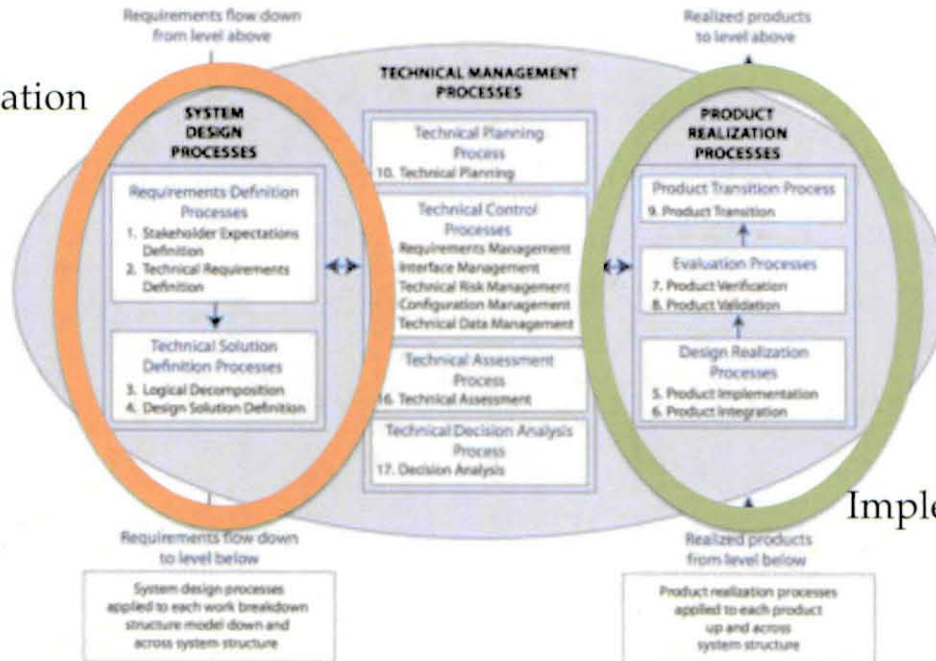 Requirements flow down
from level above
Realized products
to level above
ation
TECHNICAL MANAGEMENT
PROCESSES
SYSTEM
DESIGN
PROCESSES
Requirements Definition
Processes
1. Stakeholder Expectations
Definition
2. Technical Requirements
Definition
Technical Solution
Definition Processes
3. Logical Decomposition
4. Design Solution Definition
Technical Planning
Process
10. Technical Planning
Technical Control
Processes
Requirements Management
Interface Management
Technical Risk Management
Configuration Management
Technical Data Management
Technical Assessment
Process
16. Technical Assessment
Technical Decision Analysis
Process
17. Decision Analysis
PRODUCT
REALIZATION
PROCESSES
Product Transition Process
9. Product Transition
Evaluation Processes
7. Product Verification
8. Product Validation
Design Realization
Processes
5. Product Implementation
6. Product Integration
Imple
Requirements flow down
to level below
Realized products
from level below
System design processes
applied to each work breakdown
structure model down and
across system structure
Product realization processes
applied to each product
up and across
system structure